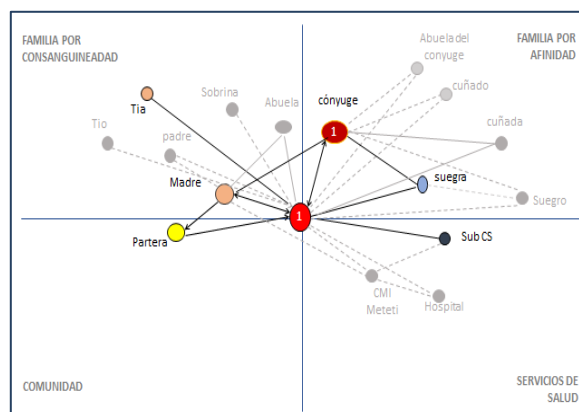 FAMILIA POR
CONSANGUINEADAD
FAMILIA POR
AFINIDAD
Abuela del
conyuge
cuñado
Tia
Sobrina
Abuela
cónyuge
1
Tio
padre
cuñada
Madre
suegra
Suegro
1
Partera
Sub CS
CMI
Meteti
Hospital
COMUNIDAD
SERVICIOS DE
SALUD